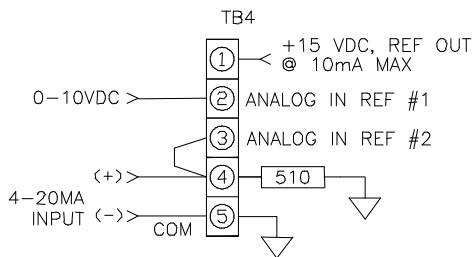 TB4
1
+15 VDC, REF OUT
@ 10mA MAX
0-10VDC
2
ANALOG IN REF #1
3
ANALOG IN REF #2
(+)
4
510
4-20MA
INPUT (-)
COM
5